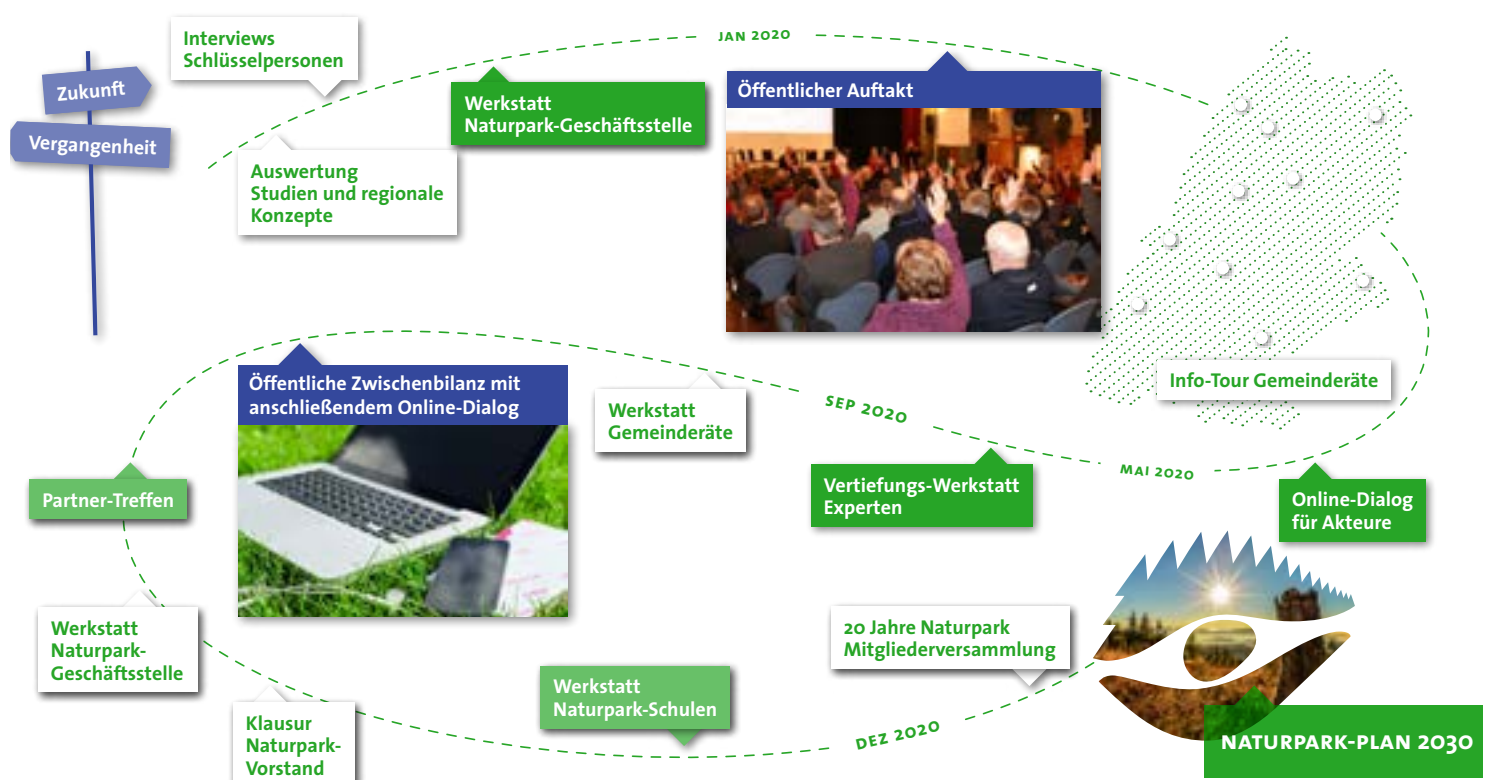 Zukunft
Vergangenheit
Interviews
Schlüsselpersonen
Auswertung
Studien und regionale
Konzepte
Werkstatt
Naturpark-Geschäftsstelle
JAN 2020
Öffentlicher Auftakt
Info-Tour Gemeinderäte
Online-Dialog
für Akteure
MAI 2020
Vertiefungs-Werkstatt
Experten
SEP 2020
Werkstatt
Gemeinderäte
Öffentliche Zwischenbilanz mit
anschließendem Online-Dialog
Partner-Treffen
Werkstatt
Naturpark-
Geschäftsstelle
Klausur
Naturpark-
Vorstand
Werkstatt
Naturpark-Schulen
DEZ 2020
20 Jahre Naturpark
Mitgliederversammlung
NATURPARK-PLAN 2030